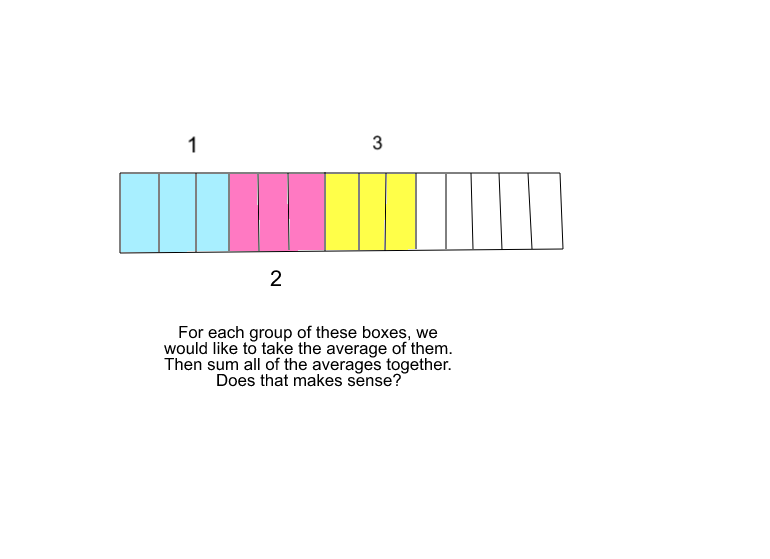 1
3
2
For each group of these boxes, we
would like to take the average of them.
Then sum all of the averages together.
Does that makes sense?